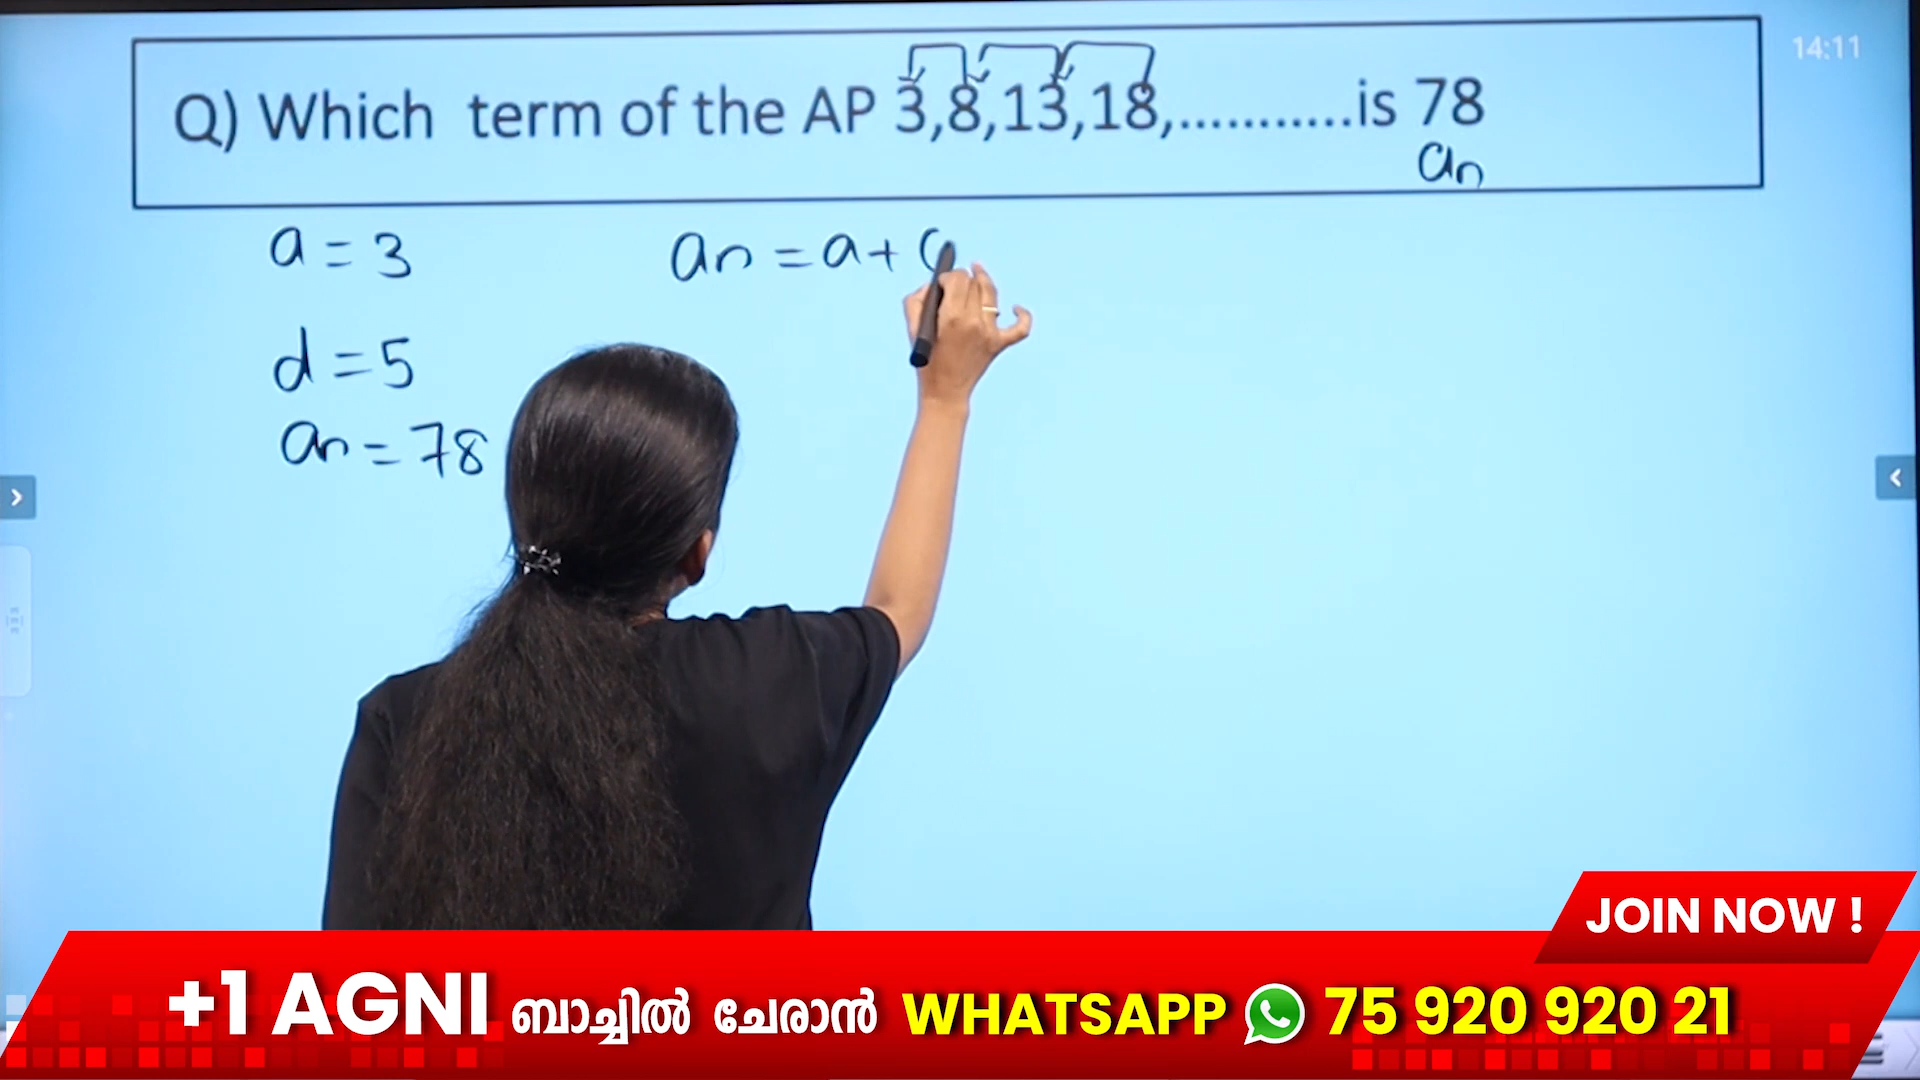 14:11
Q) Which term of the AP 3,8,13,18,...........is 78
an
a = 3
an = a + (
d = 5
an = 78
JOIN NOW !
+1 AGNI ബാച്ചിൽ ചേരാൻ WHATSAPP 75 920 920 21